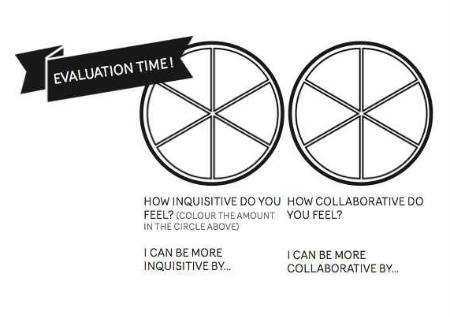 EVALUATION TIME!
HOW INQUISITIVE DO YOU
FEEL? (COLOUR THE AMOUNT
IN THE CIRCLE ABOVE)
I CAN BE MORE
INQUISITIVE BY...
HOW COLLABORATIVE DO
YOU FEEL?
I CAN BE MORE
COLLABORATIVE BY...